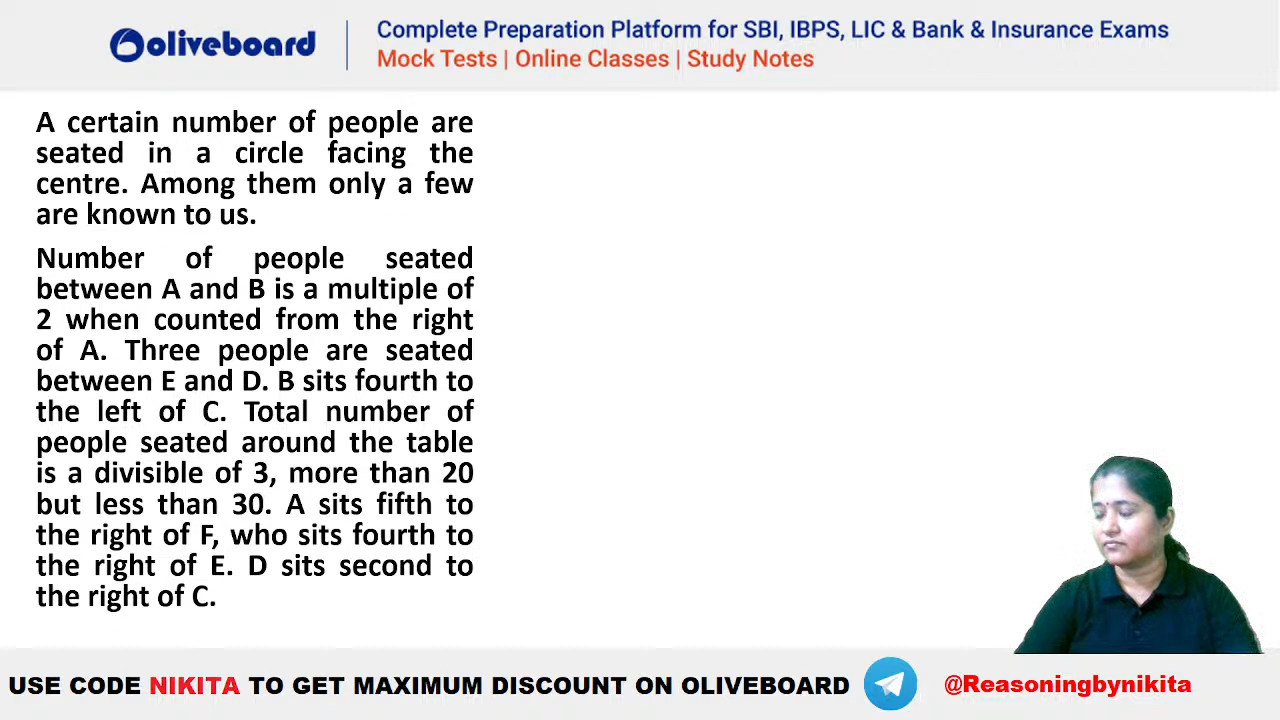 oliveboard
Complete Preparation Platform for SBI, IBPS, LIC & Bank & Insurance Exams
Mock Tests | Online Classes | Study Notes
A certain number of people are
seated in a circle facing the
centre. Among them only a few
are known to us.
Number of people seated
between A and B is a multiple of
2 when counted from the right
of A. Three people are seated
between E and D. B sits fourth to
the left of C. Total number of
people seated around the table
is a divisible of 3, more than 20
but less than 30. A sits fifth to
the right of F, who sits fourth to
the right of E. D sits second to
the right of C.
USE CODE NIKITA TO GET MAXIMUM DISCOUNT ON OLIVEBOARD
@Reasoningbynikita